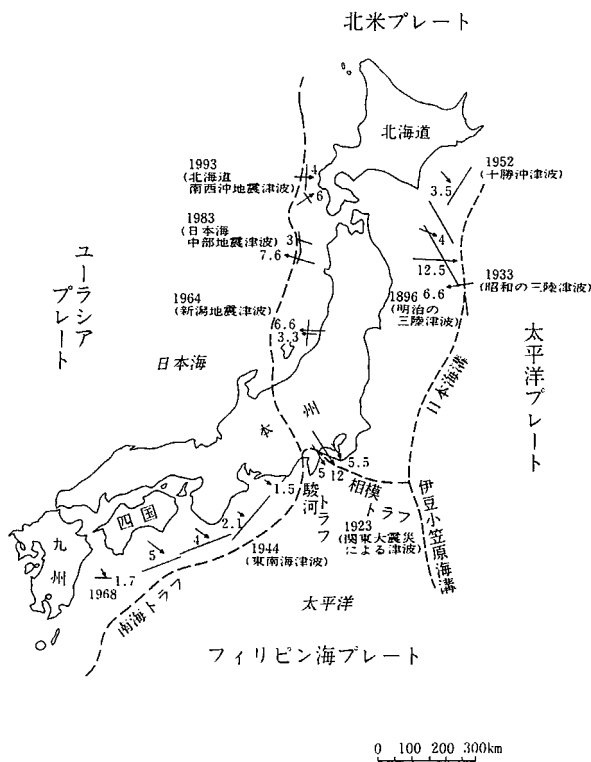 北米プレート
北海道
1993
(北海道
南西沖地震津波)
4
6
1952
(十勝沖津波)
3.5
1983
(日本海
中部地震津波)
3
7.6
4
12.5
6.6
1933
(昭和の三陸津波)
1896
(明治の
三陸津波)
ユーラシア
プレート
1964
(新潟地震津波)
6.6
3.3
日本海
太平洋プレート
日本海溝
本州
5.5
5
12
1.5
駿河トラフ
相模トラフ
伊豆小笠原海溝
1923
(関東大震災
による津波)
四国
九州
2.1
4
5
1.7
1968
1944
(東南海津波)
南海トラフ
太平洋
フィリピン海プレート
0 100 200 300km